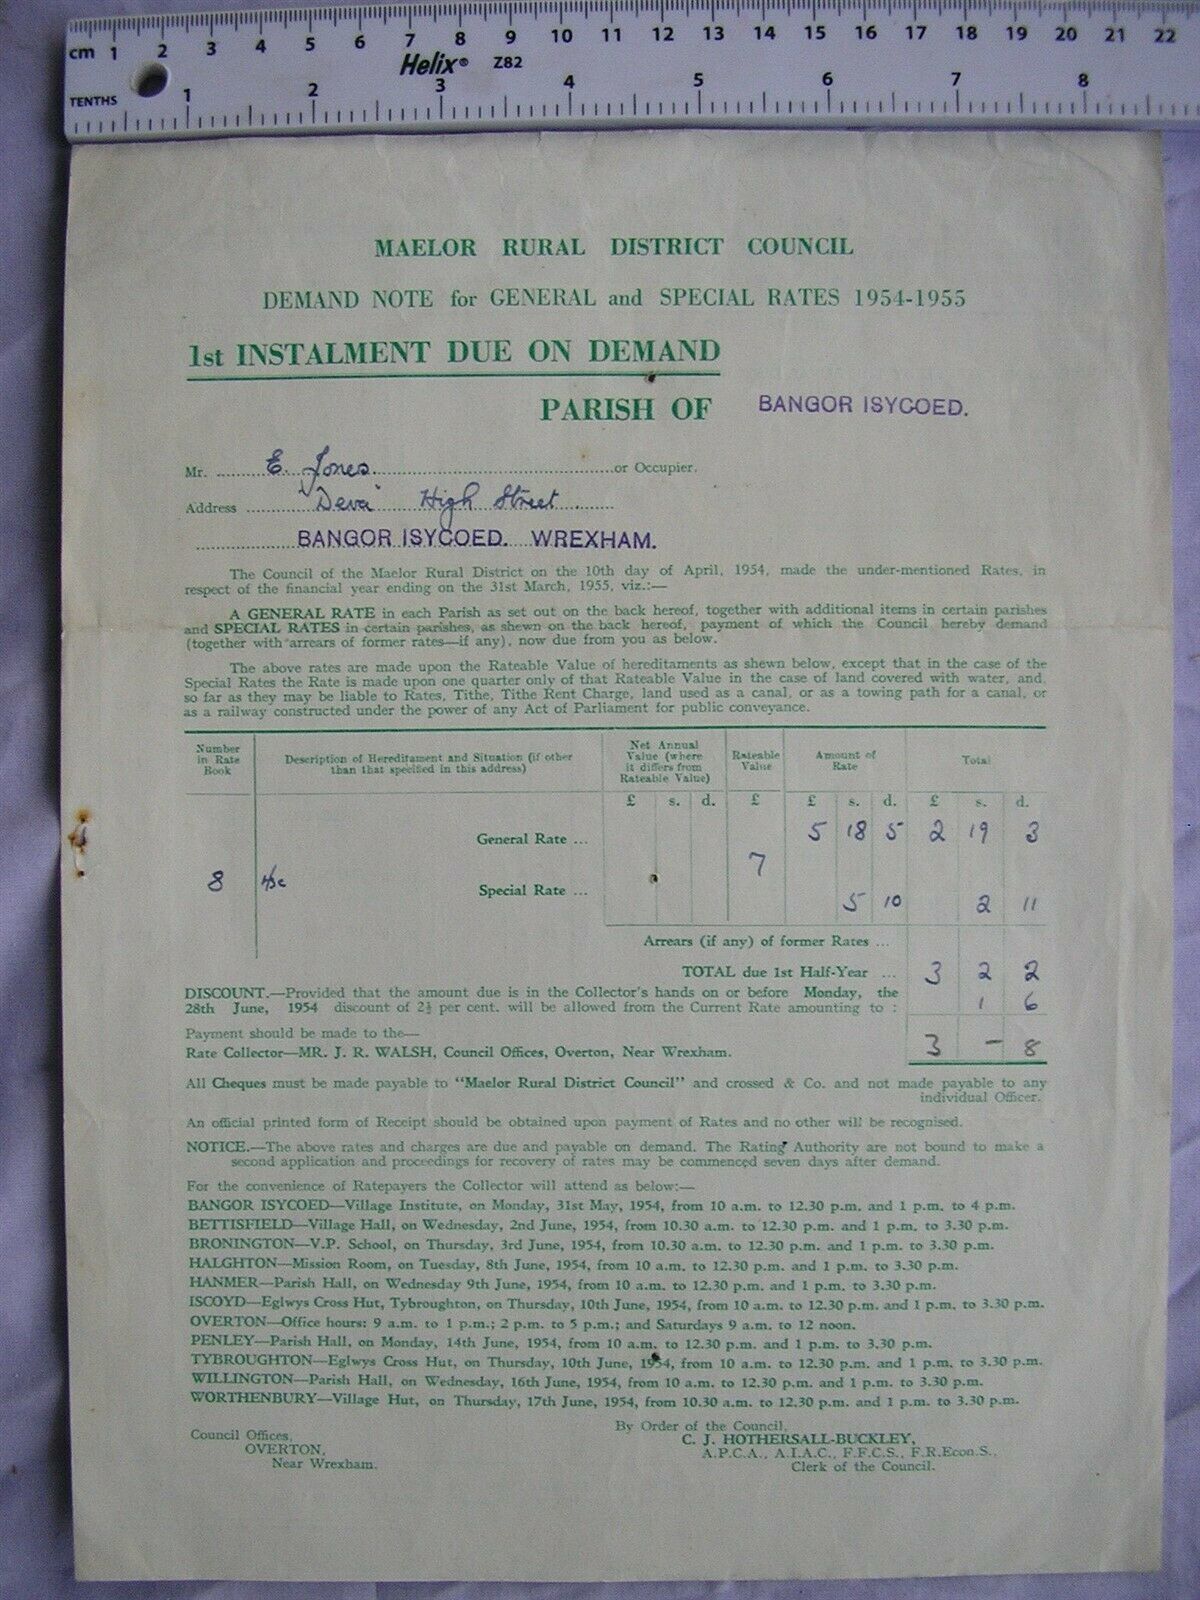 cm 1 2 3 4 5 6 7 8 9 10 11 12 13 14 15 16 17 18 19 20 21 22
Helix® Z82
TENTHS 1 2 3 4 5 6 7 8
MAELOR RURAL DISTRICT COUNCIL
DEMAND NOTE for GENERAL and SPECIAL RATES 1954-1955
1st INSTALMENT DUE ON DEMAND
PARISH OF BANGOR ISYCOED.
Mr. E. Jones or Occupier.
Address "Deva" High Street
BANGOR ISYCOED. WREXHAM.
The Council of the Maelor Rural District on the 10th day of April, 1954, made the under-mentioned Rates, in
respect of the financial year ending on the 31st March, 1955, viz.:—
A GENERAL RATE in each Parish as set out on the back hereof, together with additional items in certain parishes
and SPECIAL RATES in certain parishes, as shewn on the back hereof, payment of which the Council hereby demand
(together with arrears of former rates—if any), now due from you as below.
The above rates are made upon the Rateable Value of hereditaments as shewn below, except that in the case of the
Special Rates the Rate is made upon one quarter only of that Rateable Value in the case of land covered with water, and,
so far as they may be liable to Rates, Tithe, Tithe Rent Charge, land used as a canal, or as a towing path for a canal, or
as a railway constructed under the power of any Act of Parliament for public conveyance.
Number in Rate Book
Description of Hereditament and Situation (if other than that specified in this address)
Net Annual Value (where it differs from Rateable Value)
Rateable Value
Amount of Rate
Total
£ s. d. £ £ s. d. £ s. d.
General Rate ... 5 18 5 2 19 3
7
8 H/se Special Rate ... 5 10 2 11
Arrears (if any) of former Rates ...
TOTAL due 1st Half-Year ... 3 2 2
DISCOUNT.—Provided that the amount due is in the Collector's hands on or before Monday, the
28th June, 1954 discount of 2½ per cent. will be allowed from the Current Rate amounting to : 1 6
Payment should be made to the—
Rate Collector—MR. J. R. WALSH, Council Offices, Overton, Near Wrexham. 3 - 8
All Cheques must be made payable to "Maelor Rural District Council" and crossed & Co. and not made payable to any
individual Officer.
An official printed form of Receipt should be obtained upon payment of Rates and no other will be recognised.
NOTICE.—The above rates and charges are due and payable on demand. The Rating Authority are not bound to make a
second application and proceedings for recovery of rates may be commenced seven days after demand.
For the convenience of Ratepayers the Collector will attend as below:—
BANGOR ISYCOED—Village Institute, on Monday, 31st May, 1954, from 10 a.m. to 12.30 p.m. and 1 p.m. to 4 p.m.
BETTISFIELD—Village Hall, on Wednesday, 2nd June, 1954, from 10.30 a.m. to 12.30 p.m. and 1 p.m. to 3.30 p.m.
BRONINGTON—V.P. School, on Thursday, 3rd June, 1954, from 10.30 a.m. to 12.30 p.m. and 1 p.m. to 3.30 p.m.
HALGHTON—Mission Room, on Tuesday, 8th June, 1954, from 10 a.m. to 12.30 p.m. and 1 p.m. to 3.30 p.m.
HANMER—Parish Hall, on Wednesday 9th June, 1954, from 10 a.m. to 12.30 p.m. and 1 p.m. to 3.30 p.m.
ISCOYD—Eglwys Cross Hut, Tybroughton, on Thursday, 10th June, 1954, from 10 a.m. to 12.30 p.m. and 1 p.m. to 3.30 p.m.
OVERTON—Office hours: 9 a.m. to 1 p.m.; 2 p.m. to 5 p.m.; and Saturdays 9 a.m. to 12 noon.
PENLEY—Parish Hall, on Monday, 14th June, 1954, from 10 a.m. to 12.30 p.m. and 1 p.m. to 3.30 p.m.
TYBROUGHTON—Eglwys Cross Hut, on Thursday, 10th June, 1954, from 10 a.m. to 12.30 p.m. and 1 p.m. to 3.30 p.m.
WILLINGTON—Parish Hall, on Wednesday, 16th June, 1954, from 10 a.m. to 12.30 p.m. and 1 p.m. to 3.30 p.m.
WORTHENBURY—Village Hut, on Thursday, 17th June, 1954, from 10.30 a.m. to 12.30 p.m. and 1 p.m. to 3.30 p.m.
By Order of the Council,
C. J. HOTHERSALL-BUCKLEY,
A.P.C.A., A.I.A.C., F.F.C.S., F.R.Econ.S.,
Clerk of the Council.
Council Offices,
OVERTON,
Near Wrexham.